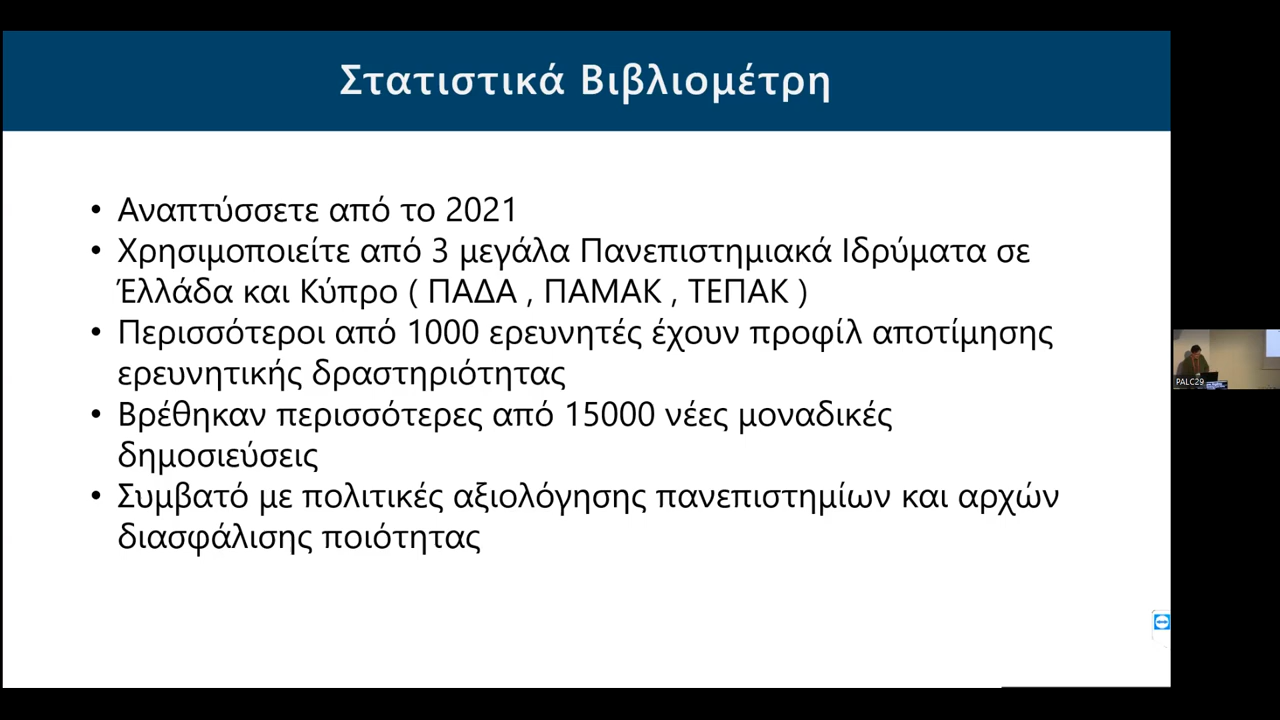 Στατιστικά Βιβλιομέτρη
• Αναπτύσσετε από το 2021
• Χρησιμοποιείτε από 3 μεγάλα Πανεπιστημιακά Ιδρύματα σε
Έλλάδα και Κύπρο ( ΠΑΔΑ , ΠΑΜΑΚ , ΤΕΠΑΚ )
• Περισσότεροι από 1000 ερευνητές έχουν προφίλ αποτίμησης
ερευνητικής δραστηριότητας
• Βρέθηκαν περισσότερες από 15000 νέες μοναδικές
δημοσιεύσεις
• Συμβατό με πολιτικές αξιολόγησης πανεπιστημίων και αρχών
διασφάλισης ποιότητας
PALC29